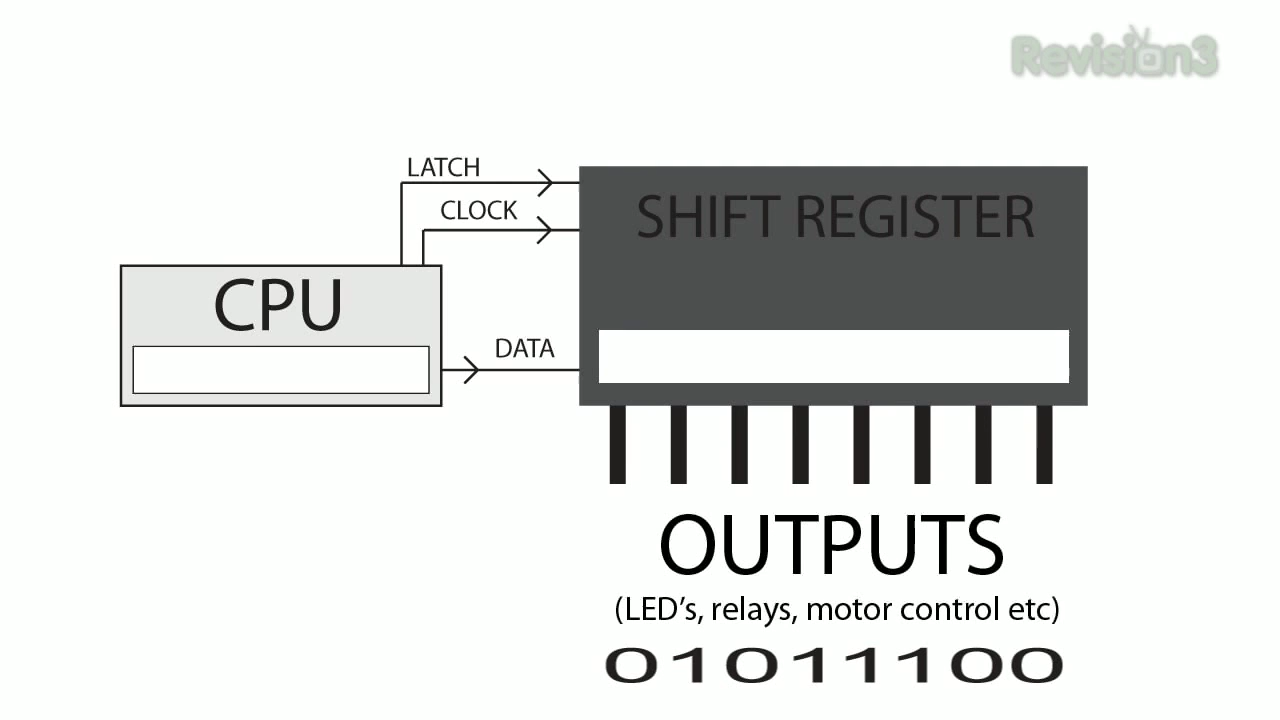 Revision3
LATCH
CLOCK
SHIFT REGISTER
CPU
DATA
OUTPUTS
(LED's, relays, motor control etc)
01011100